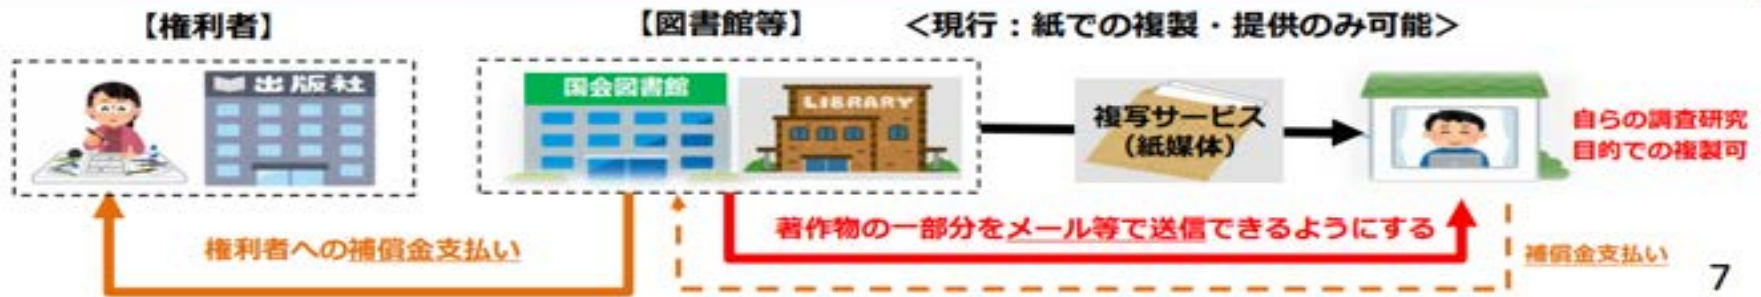 【権利者】
【図書館等】
<現行：紙での複製・提供のみ可能>
出版社
国会図書館
LIBRARY
複写サービス
（紙媒体）
自らの調査研究
目的での複製可
著作物の一部分をメール等で送信できるようにする
権利者への補償金支払い
補償金支払い
7